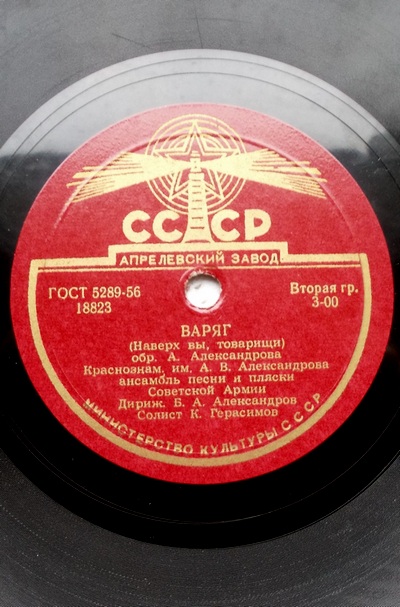 СССР
АПРЕЛЕВСКИЙ ЗАВОД
ГОСТ 5289-56
18823
Вторая гр.
3-00
ВАРЯГ
(Наверх вы, товарищи)
обр. А. Александрова
Краснознам. им. А. В. Александрова
ансамбль песни и пляски
Советской Армии
Дириж. Б. А. Александров
Солист К. Герасимов
МИНИСТЕРСТВО КУЛЬТУРЫ СССР